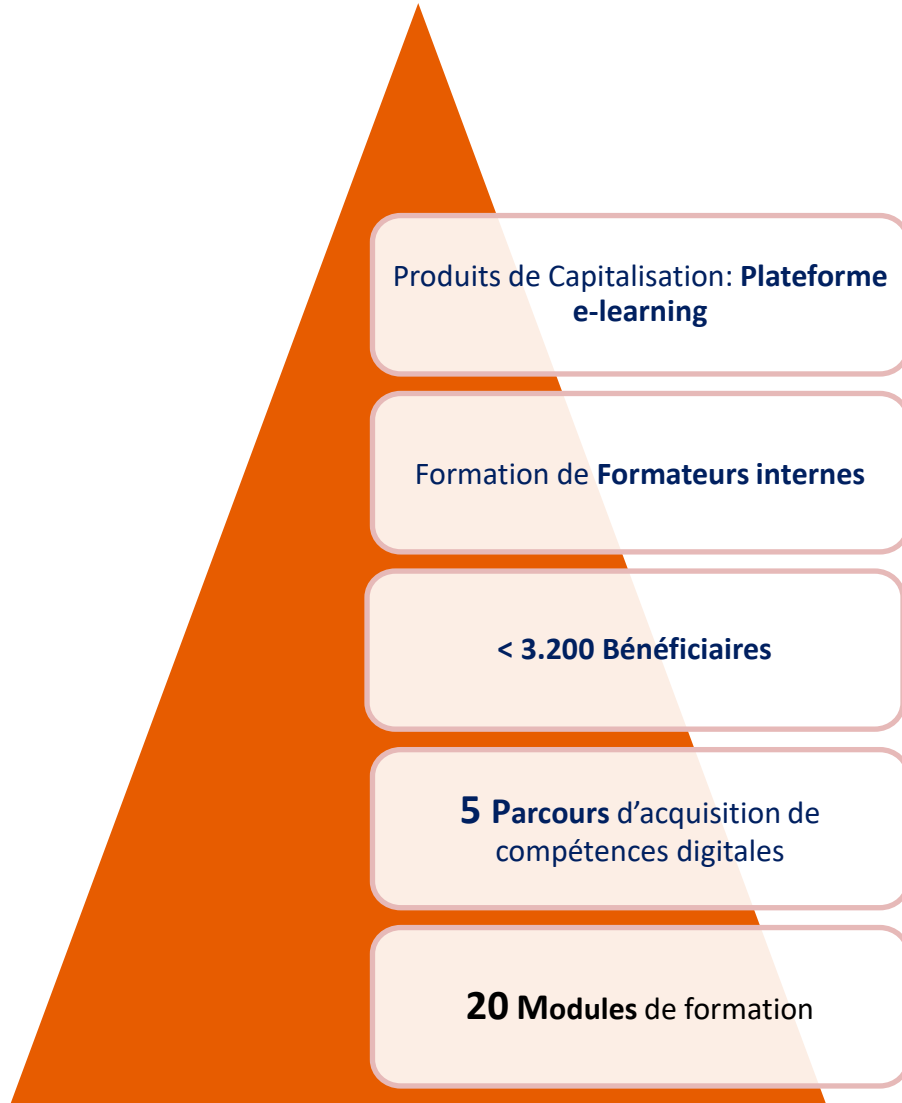 Produits de Capitalisation: Plateforme
e-learning
Formation de Formateurs internes
< 3.200 Bénéficiaires
5 Parcours d’acquisition de
compétences digitales
20 Modules de formation